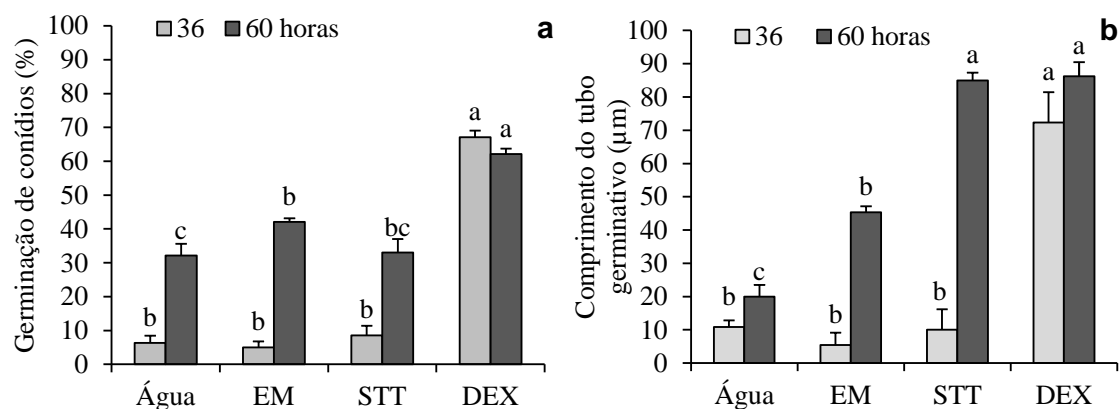 100
90
80
70
60
50
40
30
20
10
0
Germinação de conídios (%)
36 60 horas
a
b c
b b
b bc
a a
Água EM STT DEX
100
90
80
70
60
50
40
30
20
10
0
Comprimento do tubo
germinativo (µm)
36 60 horas
b
b c
b b
b a
a a
Água EM STT DEX